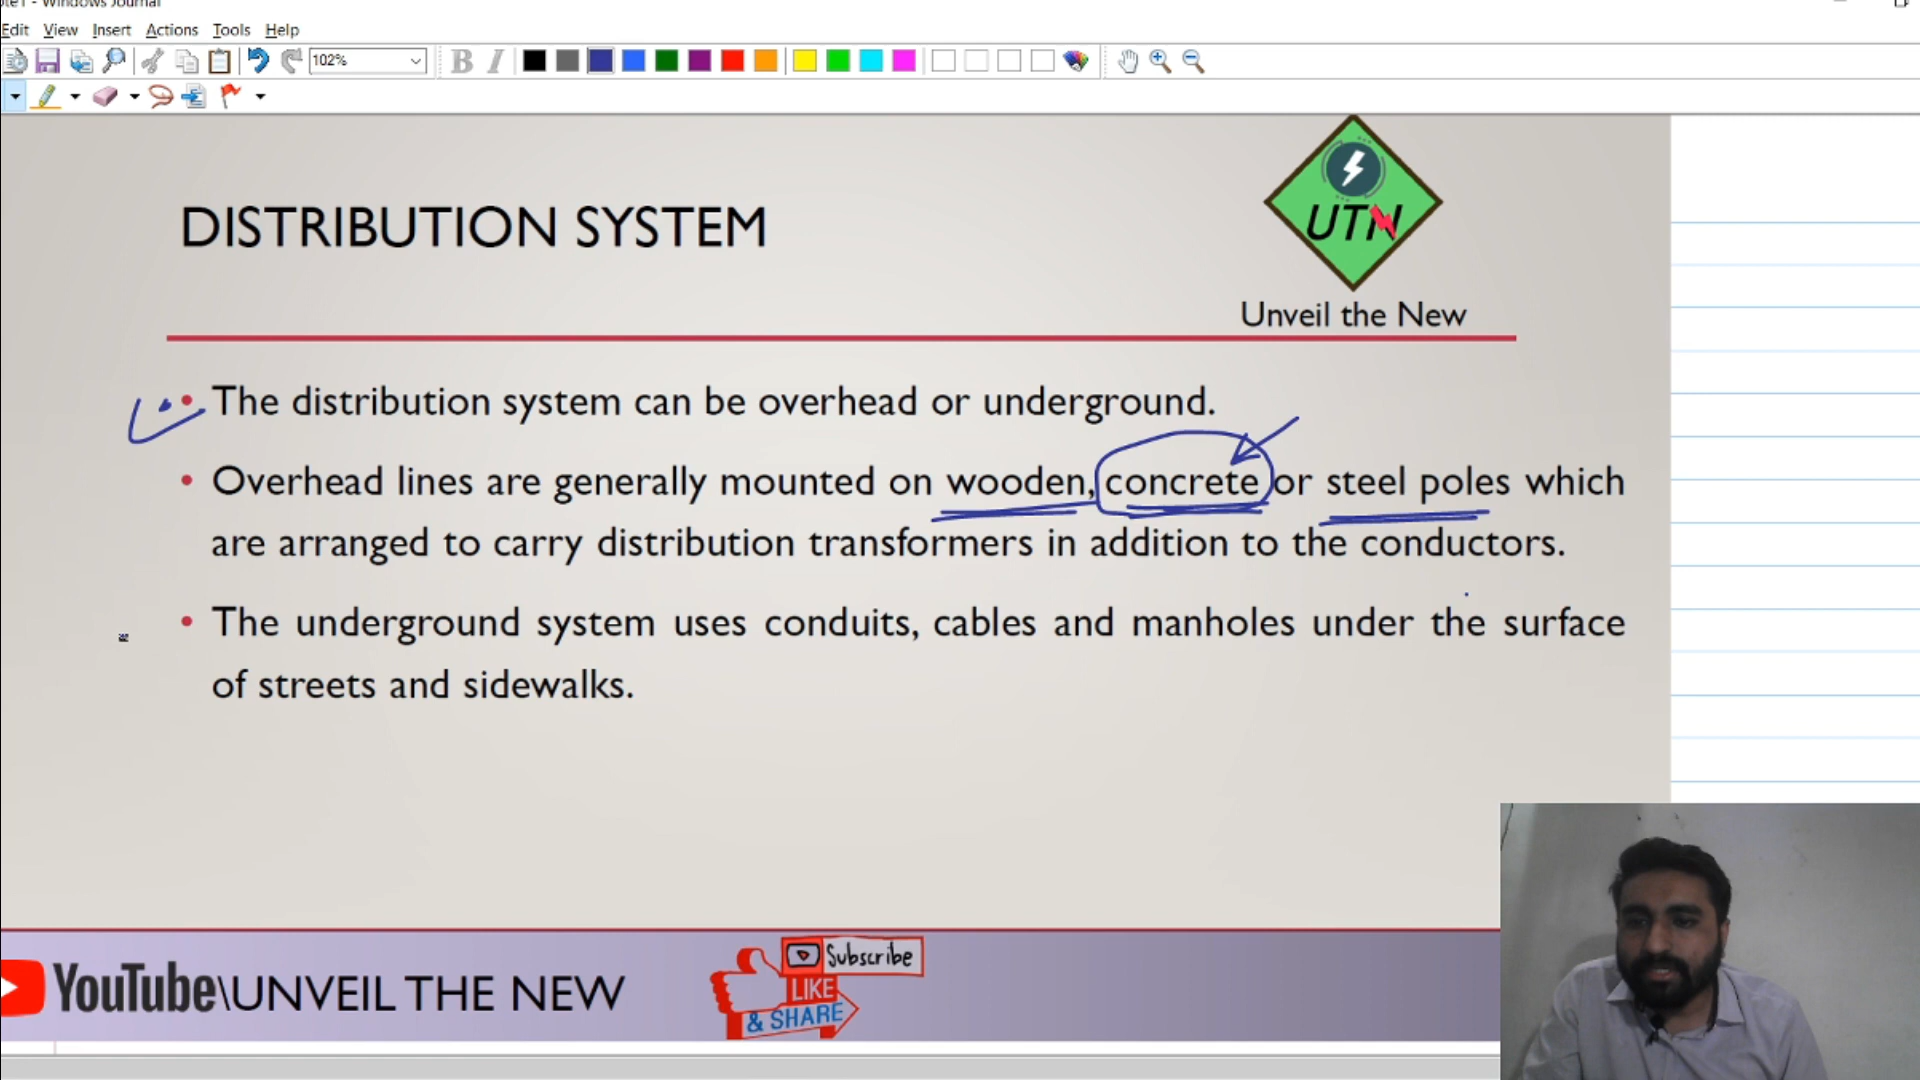 Windows Journal
Edit View Insert Actions Tools Help
102%
B I
DISTRIBUTION SYSTEM
UTN
Unveil the New
• The distribution system can be overhead or underground.
• Overhead lines are generally mounted on wooden, concrete or steel poles which
are arranged to carry distribution transformers in addition to the conductors.
• The underground system uses conduits, cables and manholes under the surface
of streets and sidewalks.
YouTube\UNVEIL THE NEW
Subscribe
LIKE
& SHARE